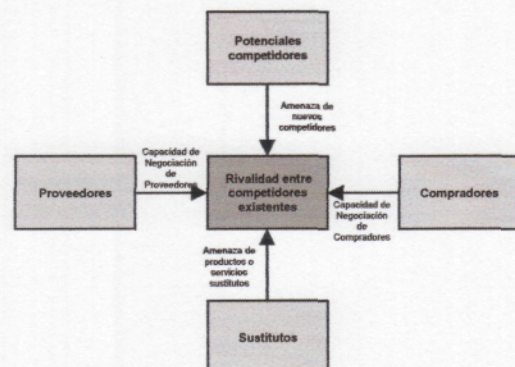 Potenciales
competidores
Amenaza de
nuevos
competidores
Capacidad de
Negociación
de
Proveedores
Proveedores
Rivalidad entre
competidores
existentes
Compradores
Capacidad de
Negociación
de
Compradores
Amenaza de
productos o
servicios
sustitutos
Sustitutos